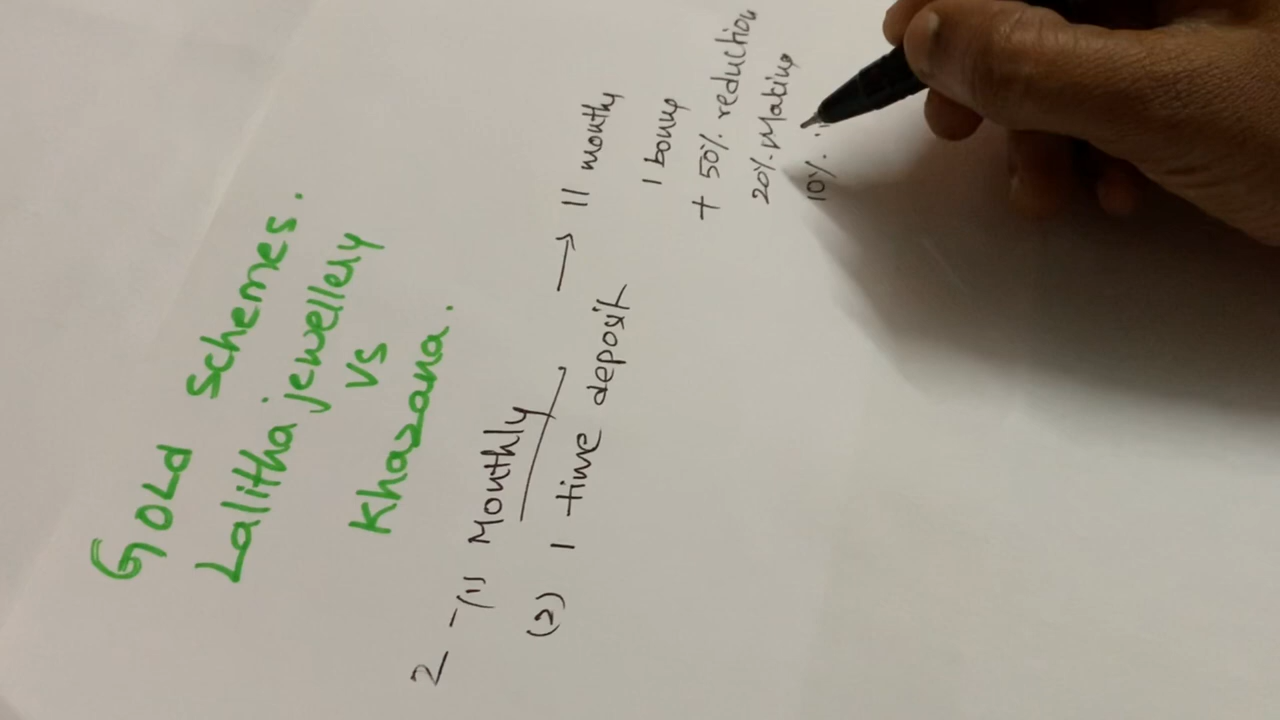 GOLD schemes.
Lalitha jewellery
vs
Khazana.
2 - (1) Monthly → 11 months
(2) 1 time deposit
1 bonus
+ 50% reduction
20% Making
10% "